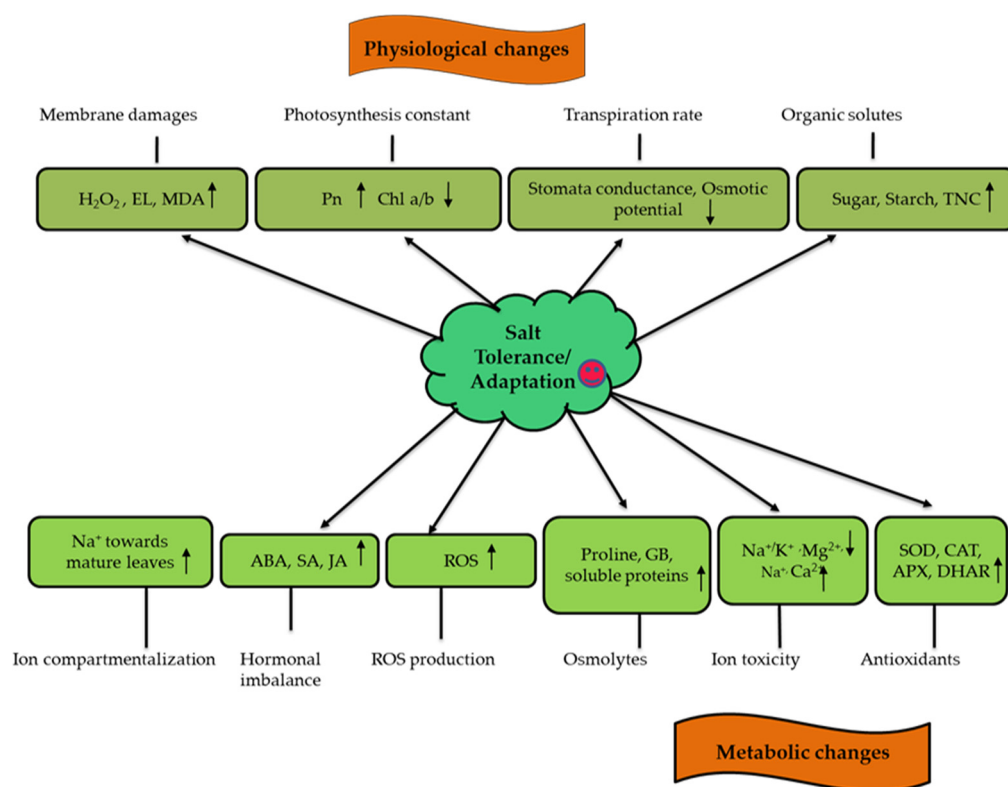 Physiological changes
Membrane damages
Photosynthesis constant
Transpiration rate
Organic solutes
H₂O₂, EL, MDA ↑
Pn ↑ Chl a/b ↓
Stomata conductance, Osmotic
potential ↓
Sugar, Starch, TNC ↑
Salt
Tolerance/
Adaptation
Na⁺ towards
mature leaves ↑
ABA, SA, JA ↑
ROS ↑
Proline, GB,
soluble proteins ↑
Na⁺/K⁺ ,Mg²⁺, ↓
Na⁺, Ca²⁺ ↑
SOD, CAT,
APX, DHAR ↑
Ion compartmentalization
Hormonal
imbalance
ROS production
Osmolytes
Ion toxicity
Antioxidants
Metabolic changes